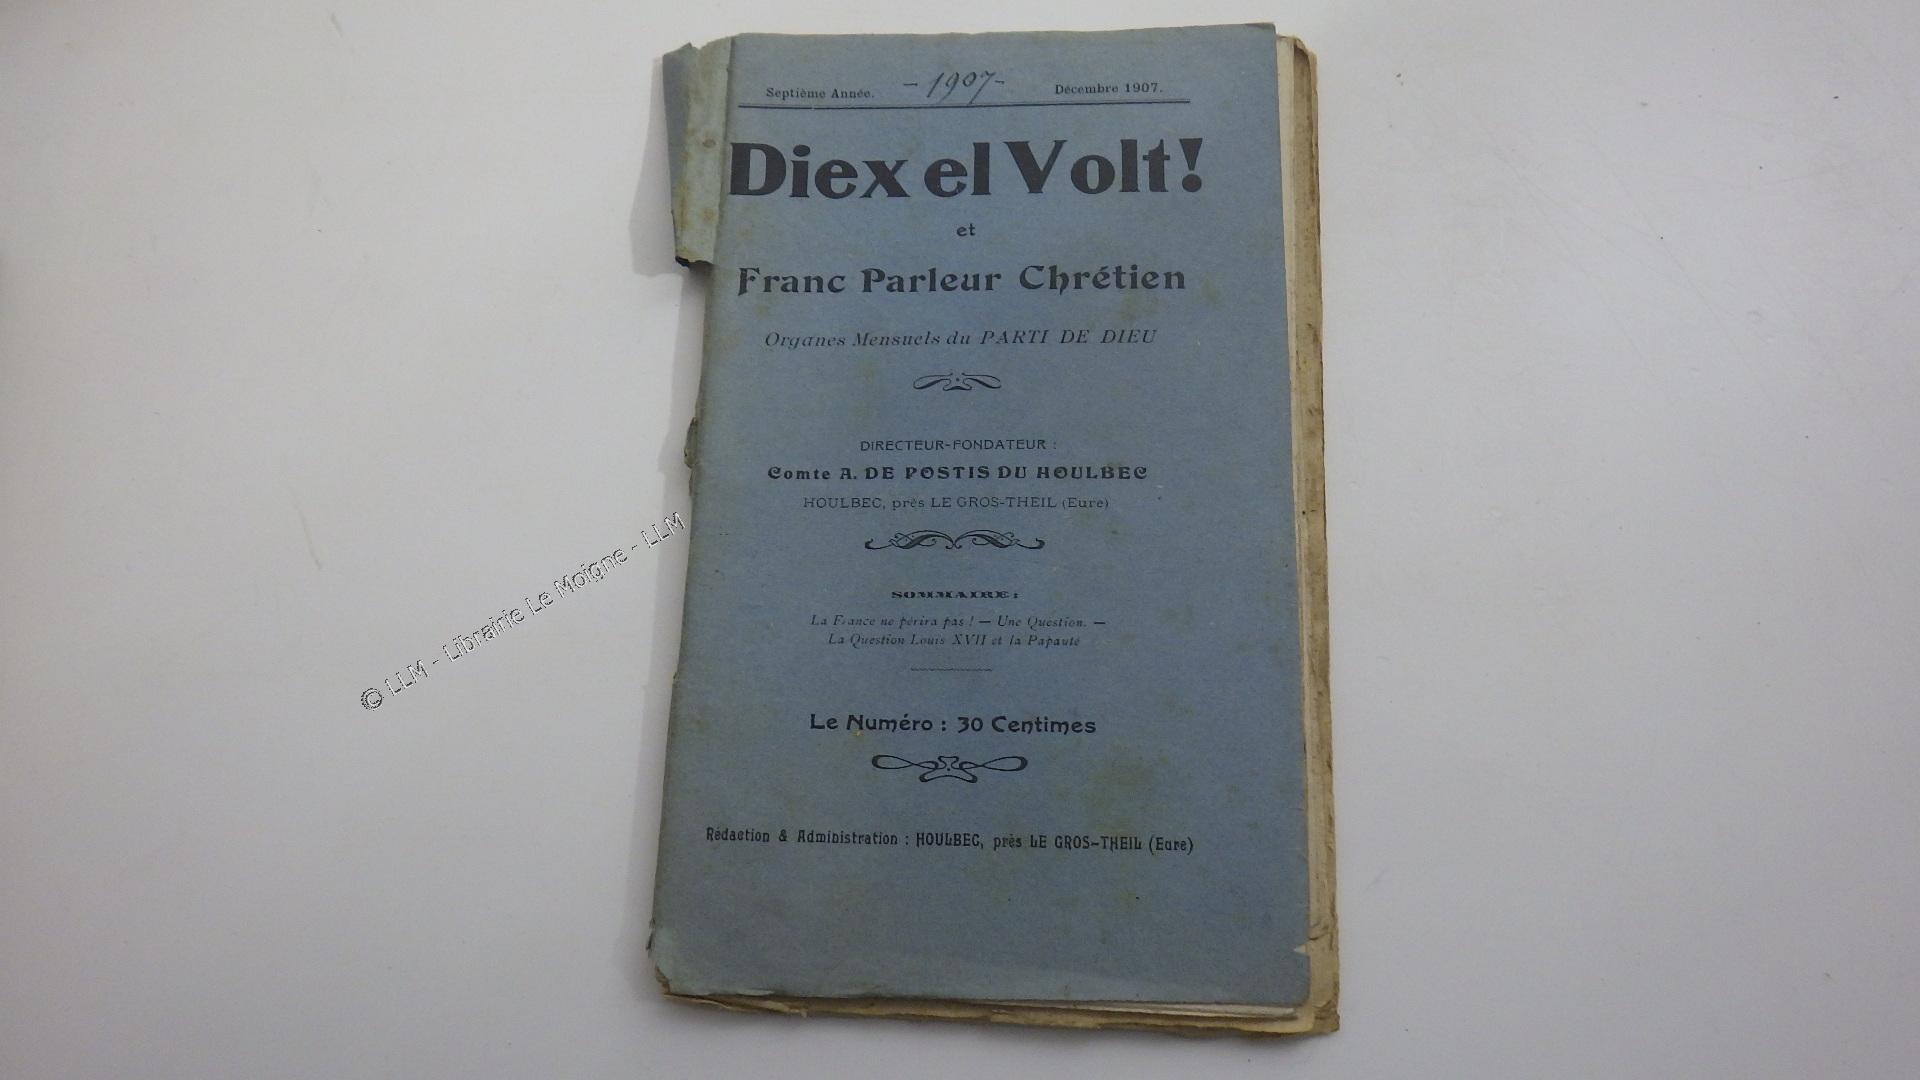 Septième Année. - 1907 - Décembre 1907.
Diex el Volt!
et
Franc Parleur Chrétien
Organes Mensuels du PARTI DE DIEU
DIRECTEUR-FONDATEUR :
Comte A. DE POSTIS DU HOULBEC
HOULBEC, près LE GROS-THEIL (Eure)
SOMMAIRE :
La France ne périra pas ! — Une Question. —
La Question Louis XVII et la Papauté
Le Numéro : 30 Centimes
Rédaction & Administration : HOULBEC, près LE GROS-THEIL (Eure)
© LLM - Librairie Le Moigne - LLM